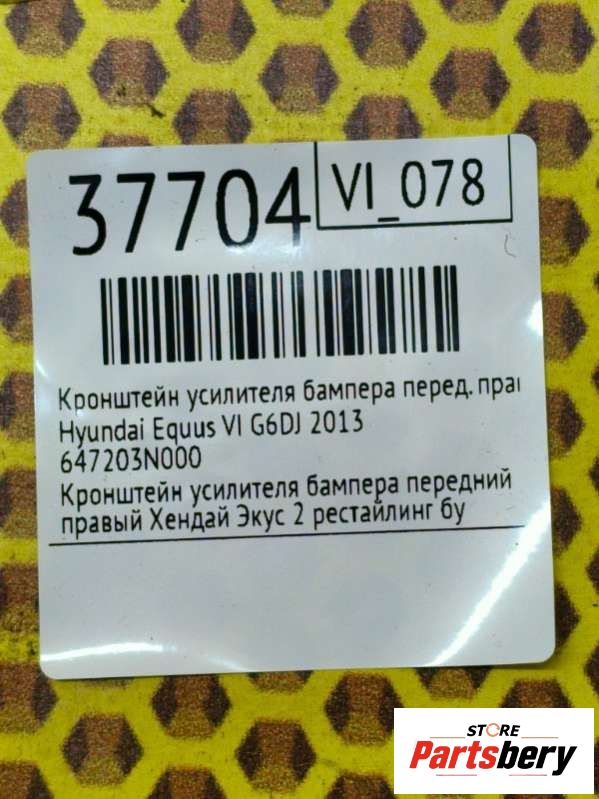 37704
VI_078
Кронштейн усилителя бампера перед.
Hyundai Equus VI G6DJ 2013
647203N000
Кронштейн усилителя бампера передний
правый Хендай Экус 2 рестайлинг бу
STORE
Partsbery